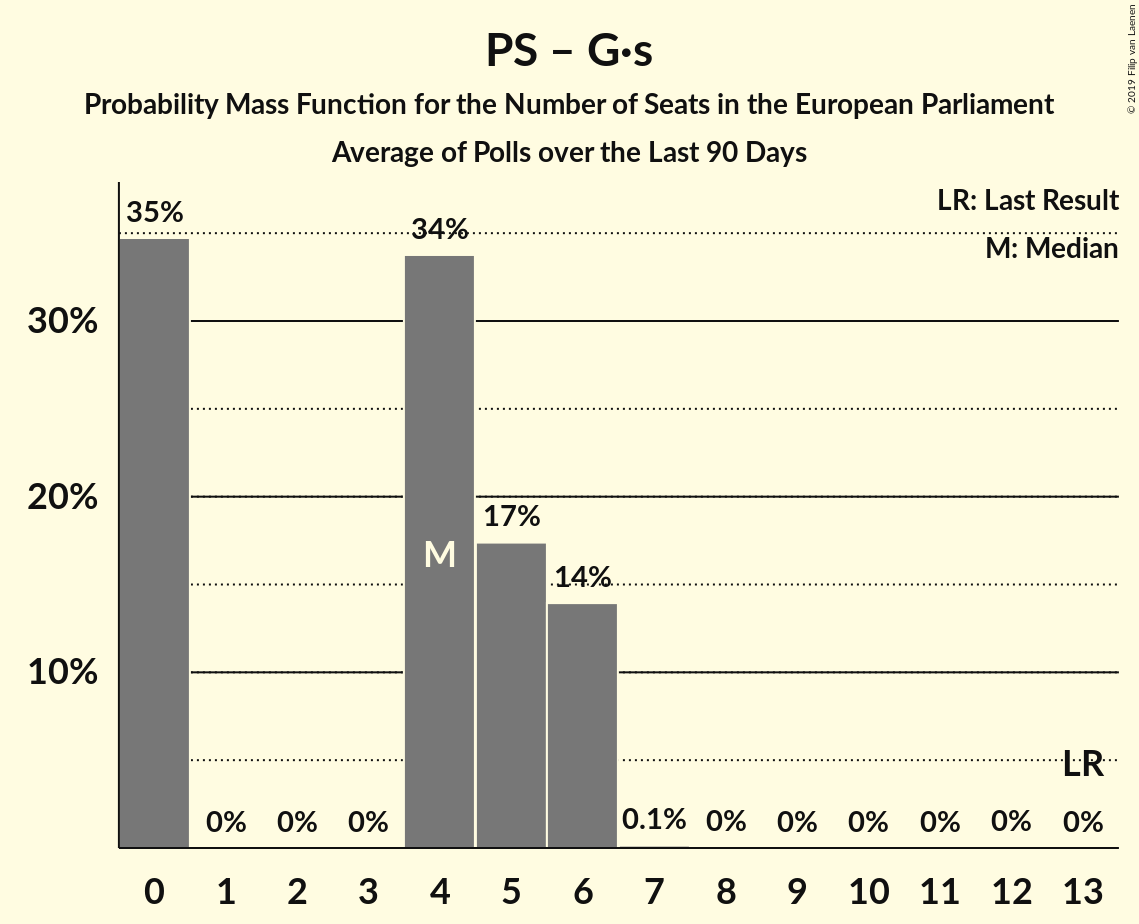 PS – G·s
Probability Mass Function for the Number of Seats in the European Parliament
Average of Polls over the Last 90 Days
© 2019 Filip van Laenen
LR: Last Result
M: Median
35%
34%
30%
20%
17%
M
14%
10%
LR
0%
0%
0%
0.1%
0%
0%
0%
0%
0%
0%
0 1 2 3 4 5 6 7 8 9 10 11 12 13